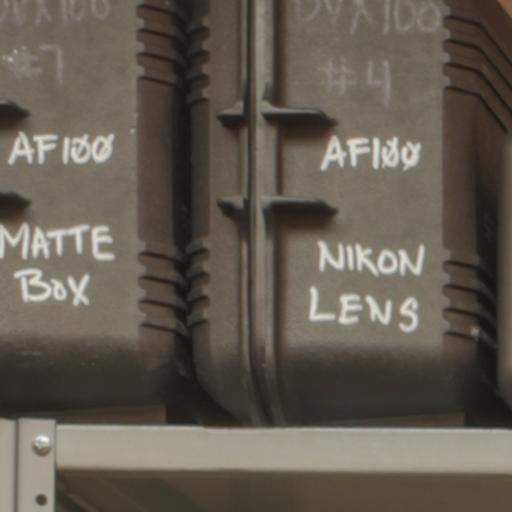 DVX100
#7
AF100
MATTE
BOX
DVX100
#4
AF100
NIKON
LENS